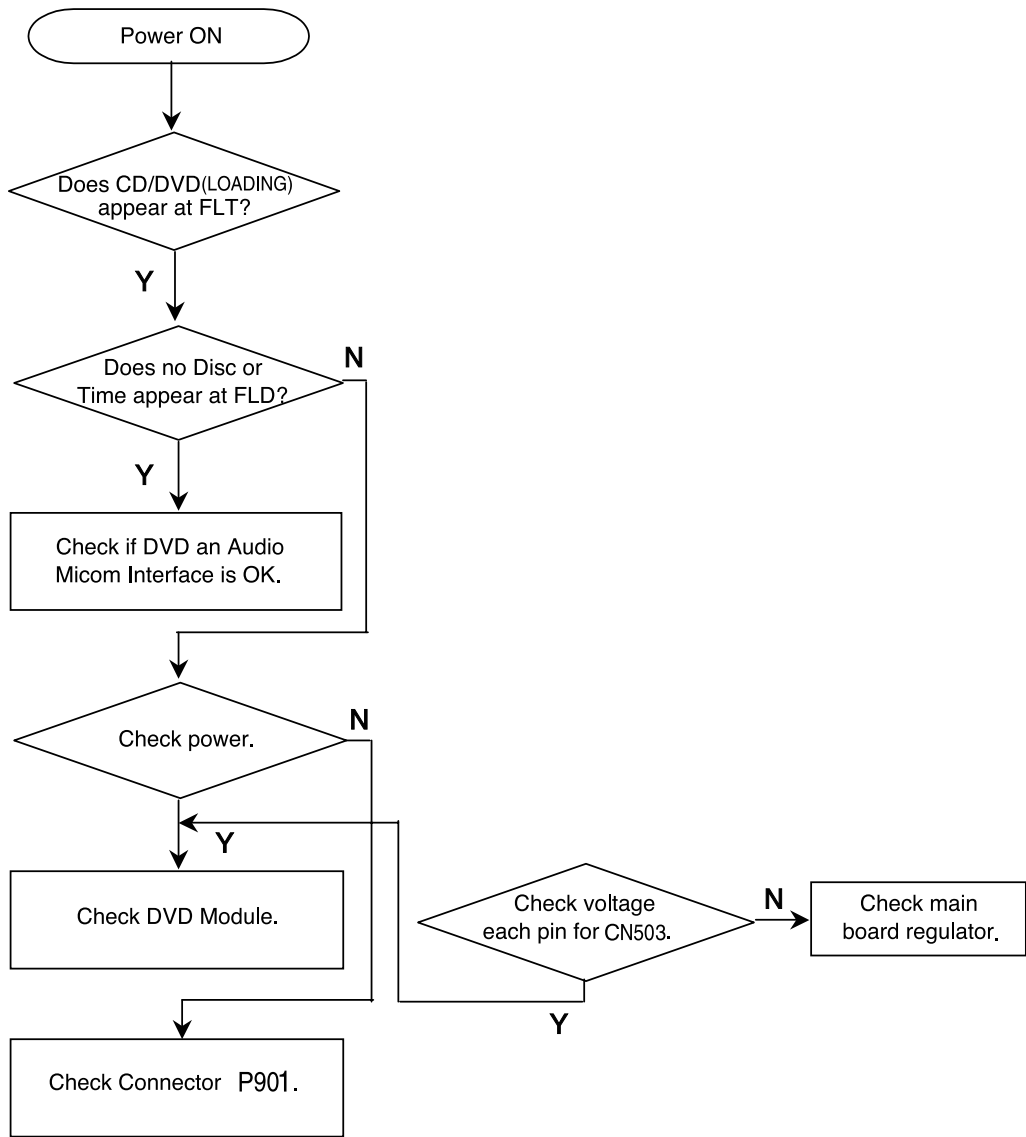 Power ON
Does CD/DVD(LOADING)
appear at FLT?
Y
Does no Disc or
Time appear at FLD?
N
Y
Check if DVD an Audio
Micom Interface is OK.
Check power.
N
Y
Check DVD Module.
Check voltage
each pin for CN503.
N
Check main
board regulator.
Y
Check Connector P901.